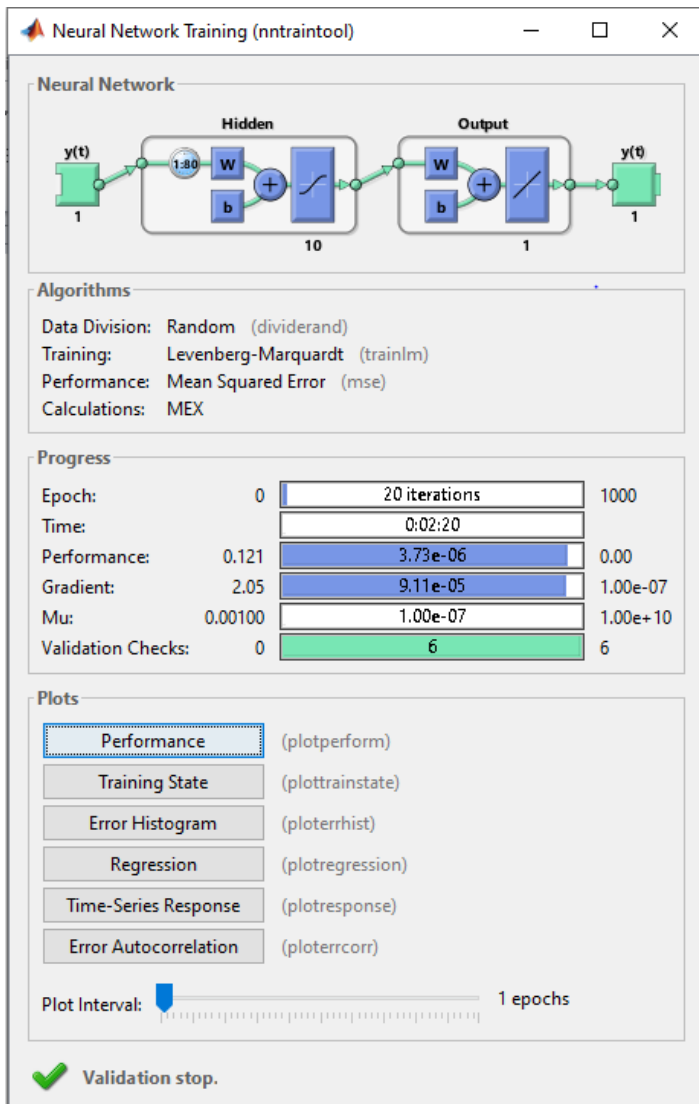 Neural Network Training (nntraintool)
Neural Network
Hidden Output
y(t) 1:80 W b W b y(t)
1 10 1 1
Algorithms
Data Division: Random (dividerand)
Training: Levenberg-Marquardt (trainlm)
Performance: Mean Squared Error (mse)
Calculations: MEX
Progress
Epoch: 0 20 iterations 1000
Time: 0:02:20
Performance: 0.121 3.73e-06 0.00
Gradient: 2.05 9.11e-05 1.00e-07
Mu: 0.00100 1.00e-07 1.00e+10
Validation Checks: 0 6 6
Plots
Performance (plotperform)
Training State (plottrainstate)
Error Histogram (ploterrhist)
Regression (plotregression)
Time-Series Response (plotresponse)
Error Autocorrelation (ploterrcorr)
Plot Interval: 1 epochs
Validation stop.